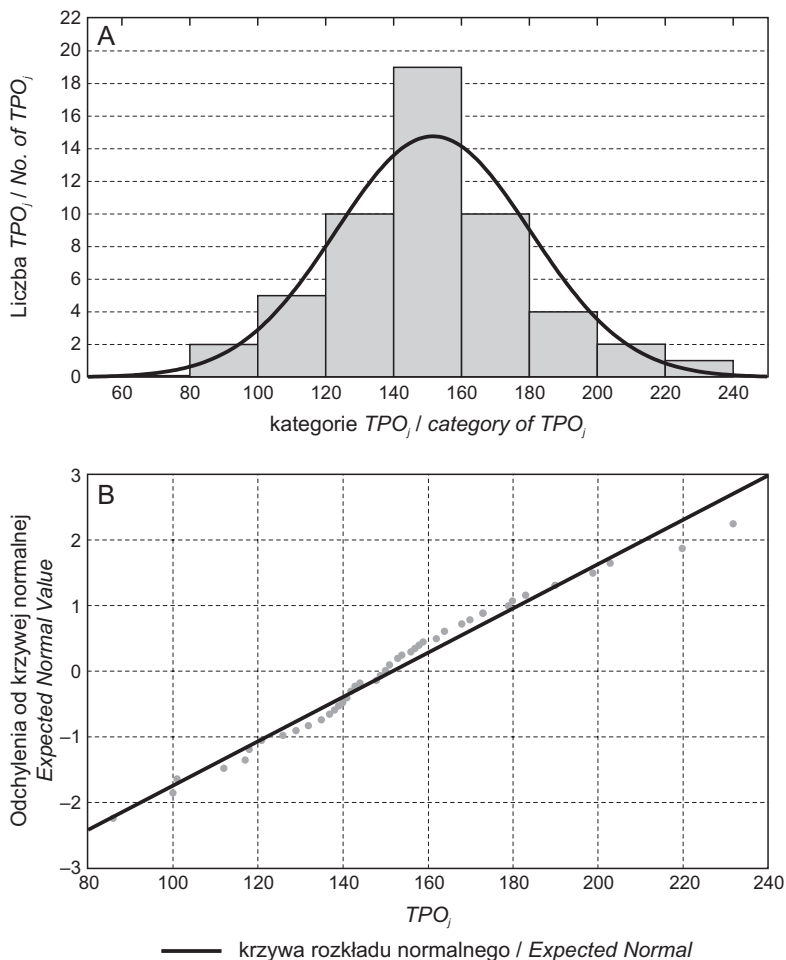 A
22
20
18
16
14
12
10
8
6
4
2
0
Liczba TPOj / No. of TPOj
60 80 100 120 140 160 180 200 220 240
kategorie TPOj / category of TPOj
B
3
2
1
0
–1
–2
–3
Odchylenia od krzywej normalnej
Expected Normal Value
80 100 120 140 160 180 200 220 240
TPOj
krzywa rozkładu normalnego / Expected Normal